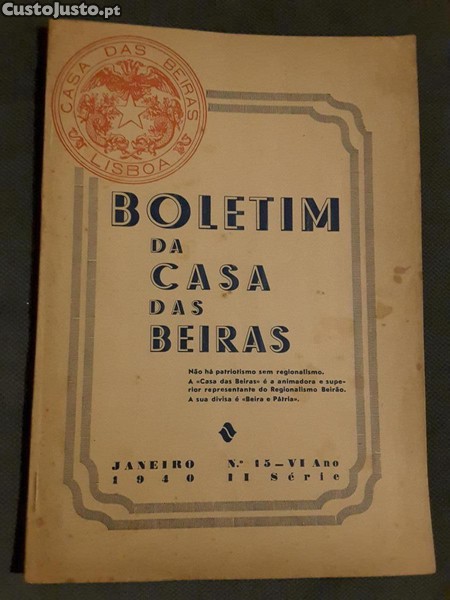 CustoJusto.pt
CASA DAS BEIRAS
LISBOA
BOLETIM
DA
CASA
DAS
BEIRAS
Não há patriotismo sem regionalismo.
A «Casa das Beiras» é a animadora e supe-
rior representante do Regionalismo Beirão.
A sua divisa é «Beira e Pátria».
JANEIRO N.º 15 — VI Ano
1940 II Série